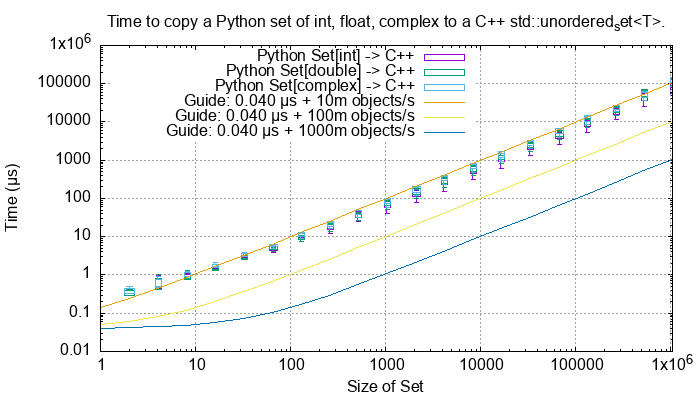 Time to copy a Python set of int, float, complex to a C++ std::unordered_set<T>.
1x10^6
Python Set[int] -> C++
Python Set[double] -> C++
Python Set[complex] -> C++
Guide: 0.040 µs + 10m objects/s
Guide: 0.040 µs + 100m objects/s
Guide: 0.040 µs + 1000m objects/s
100000
10000
1000
100
10
1
0.1
0.01
Time (µs)
1 10 100 1000 10000 100000 1x10^6
Size of Set